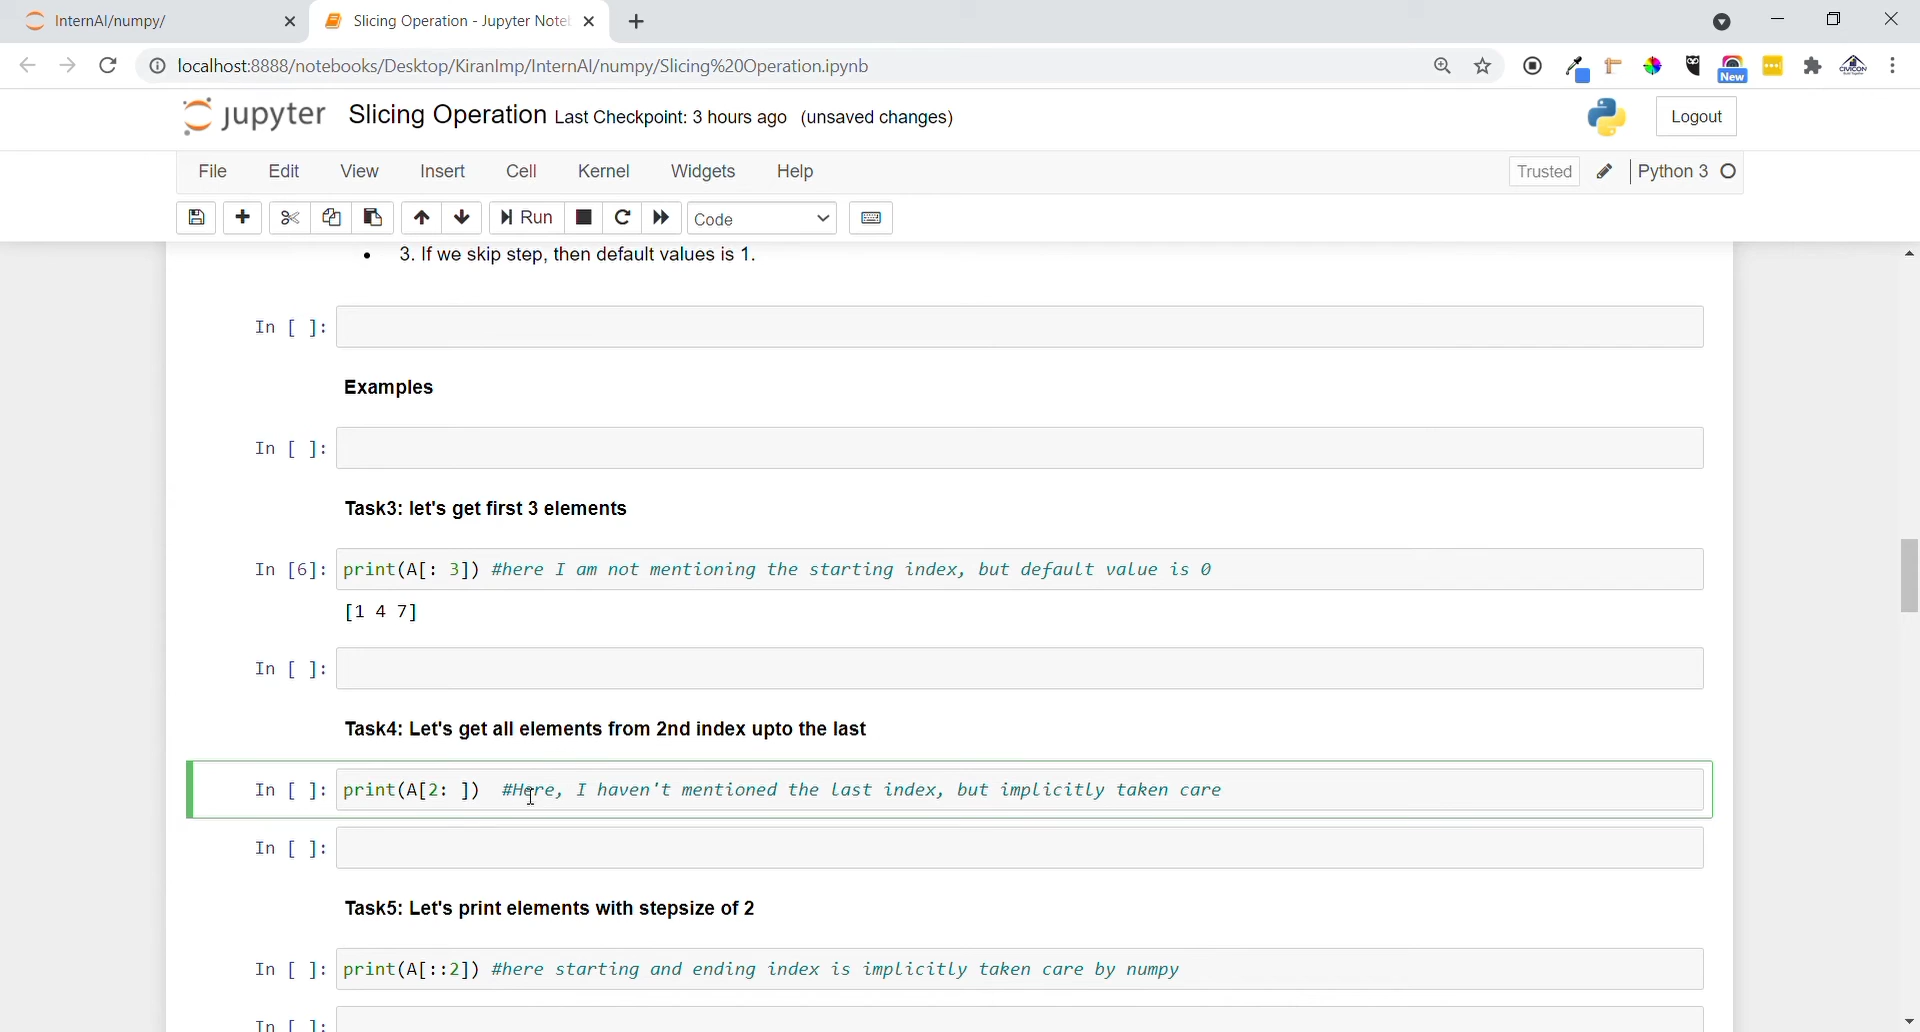 InternAI/numpy/
Slicing Operation - Jupyter Note
localhost:8888/notebooks/Desktop/KiranImp/InternAI/numpy/Slicing%20Operation.ipynb
New
CIVICON
jupyter Slicing Operation Last Checkpoint: 3 hours ago (unsaved changes)
Logout
File Edit View Insert Cell Kernel Widgets Help
Trusted Python 3
Run
Code
• 3. If we skip step, then default values is 1.
In [ ]:
Examples
In [ ]:
Task3: let's get first 3 elements
In [6]: print(A[: 3]) #here I am not mentioning the starting index, but default value is 0
[1 4 7]
In [ ]:
Task4: Let's get all elements from 2nd index upto the last
In [ ]: print(A[2: ]) #Here, I haven't mentioned the last index, but implicitly taken care
In [ ]:
Task5: Let's print elements with stepsize of 2
In [ ]: print(A[::2]) #here starting and ending index is implicitly taken care by numpy
In [ ]: